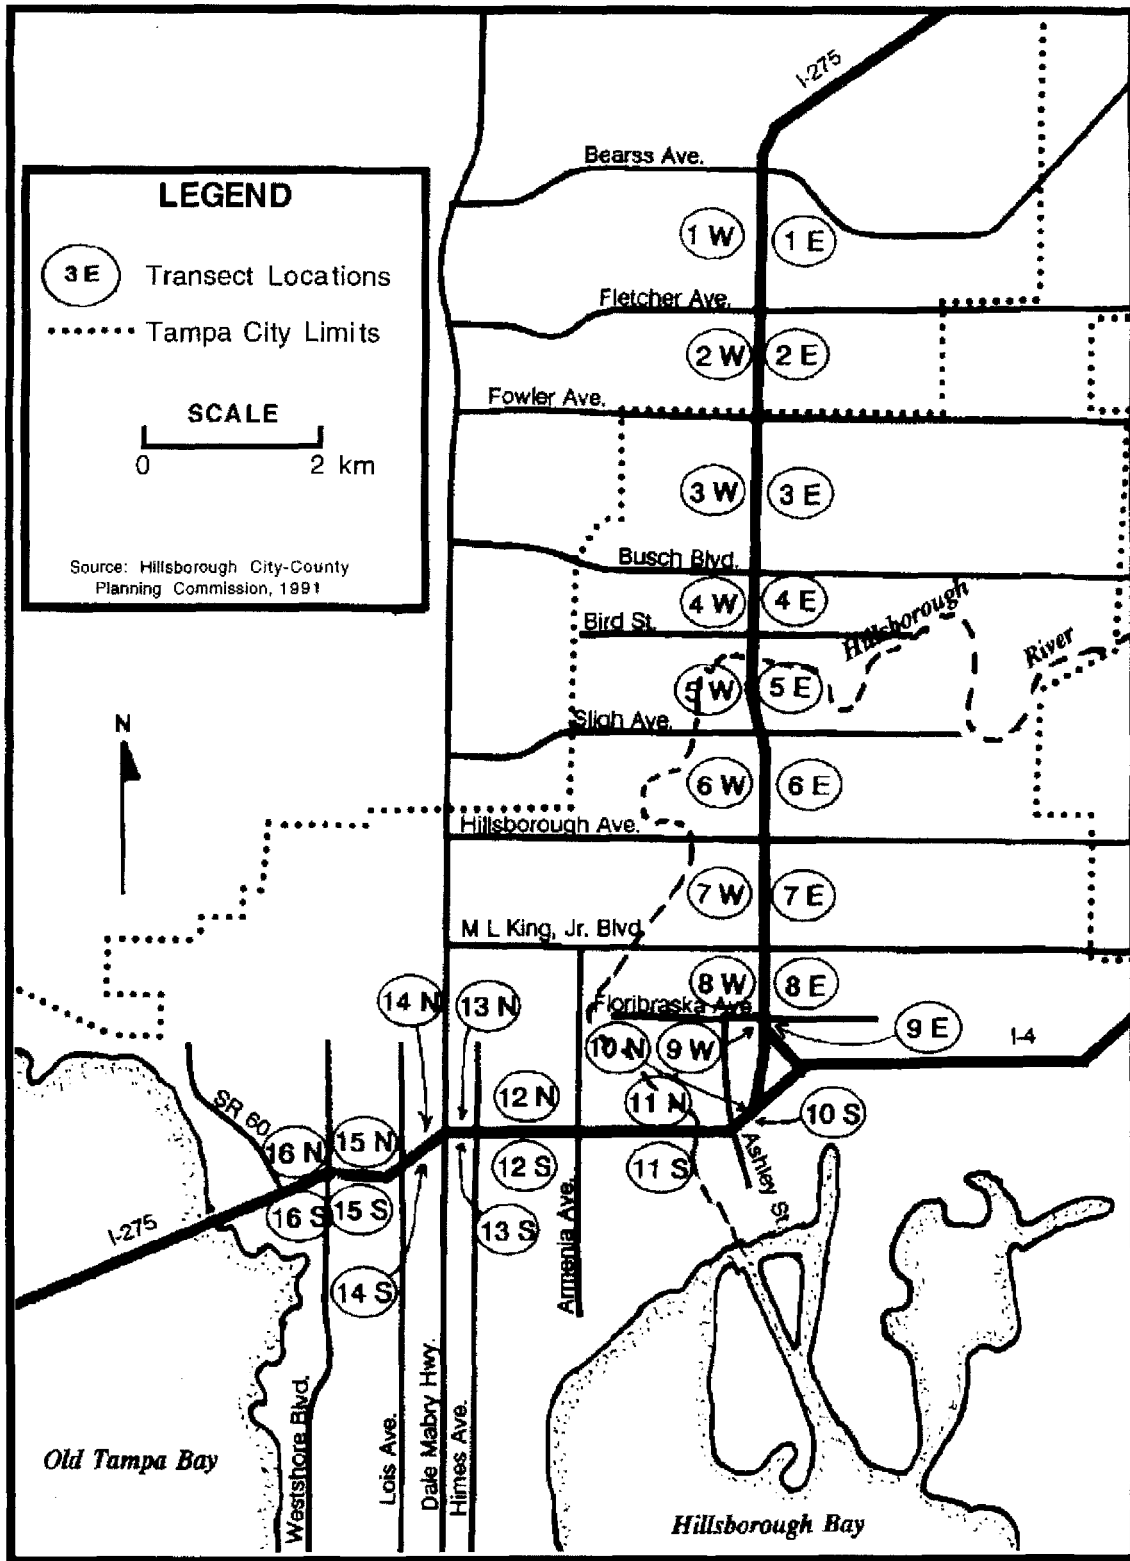 I-275
Bearss Ave.
LEGEND
3 E Transect Locations
Tampa City Limits
SCALE
0 2 km
Source: Hillsborough City-County
Planning Commission, 1991
1 W 1 E
Fletcher Ave.
2 W 2 E
Fowler Ave.
3 W 3 E
Busch Blvd.
4 W 4 E
Bird St.
Hillsborough
River
5 W 5 E
N
Sligh Ave.
6 W 6 E
Hillsborough Ave.
7 W 7 E
M L King, Jr. Blvd
8 W 8 E
14 N 13 N
Floribraska Ave
9 E
I-4
10 N 9 W
12 N 11 N
10 S
SR 60
16 N 15 N
12 S 11 S
Ashley St.
16 S 15 S
13 S
I-275
14 S
Armenia Ave.
Westshore Blvd.
Lois Ave.
Dale Mabry Hwy.
Himes Ave.
Old Tampa Bay
Hillsborough Bay